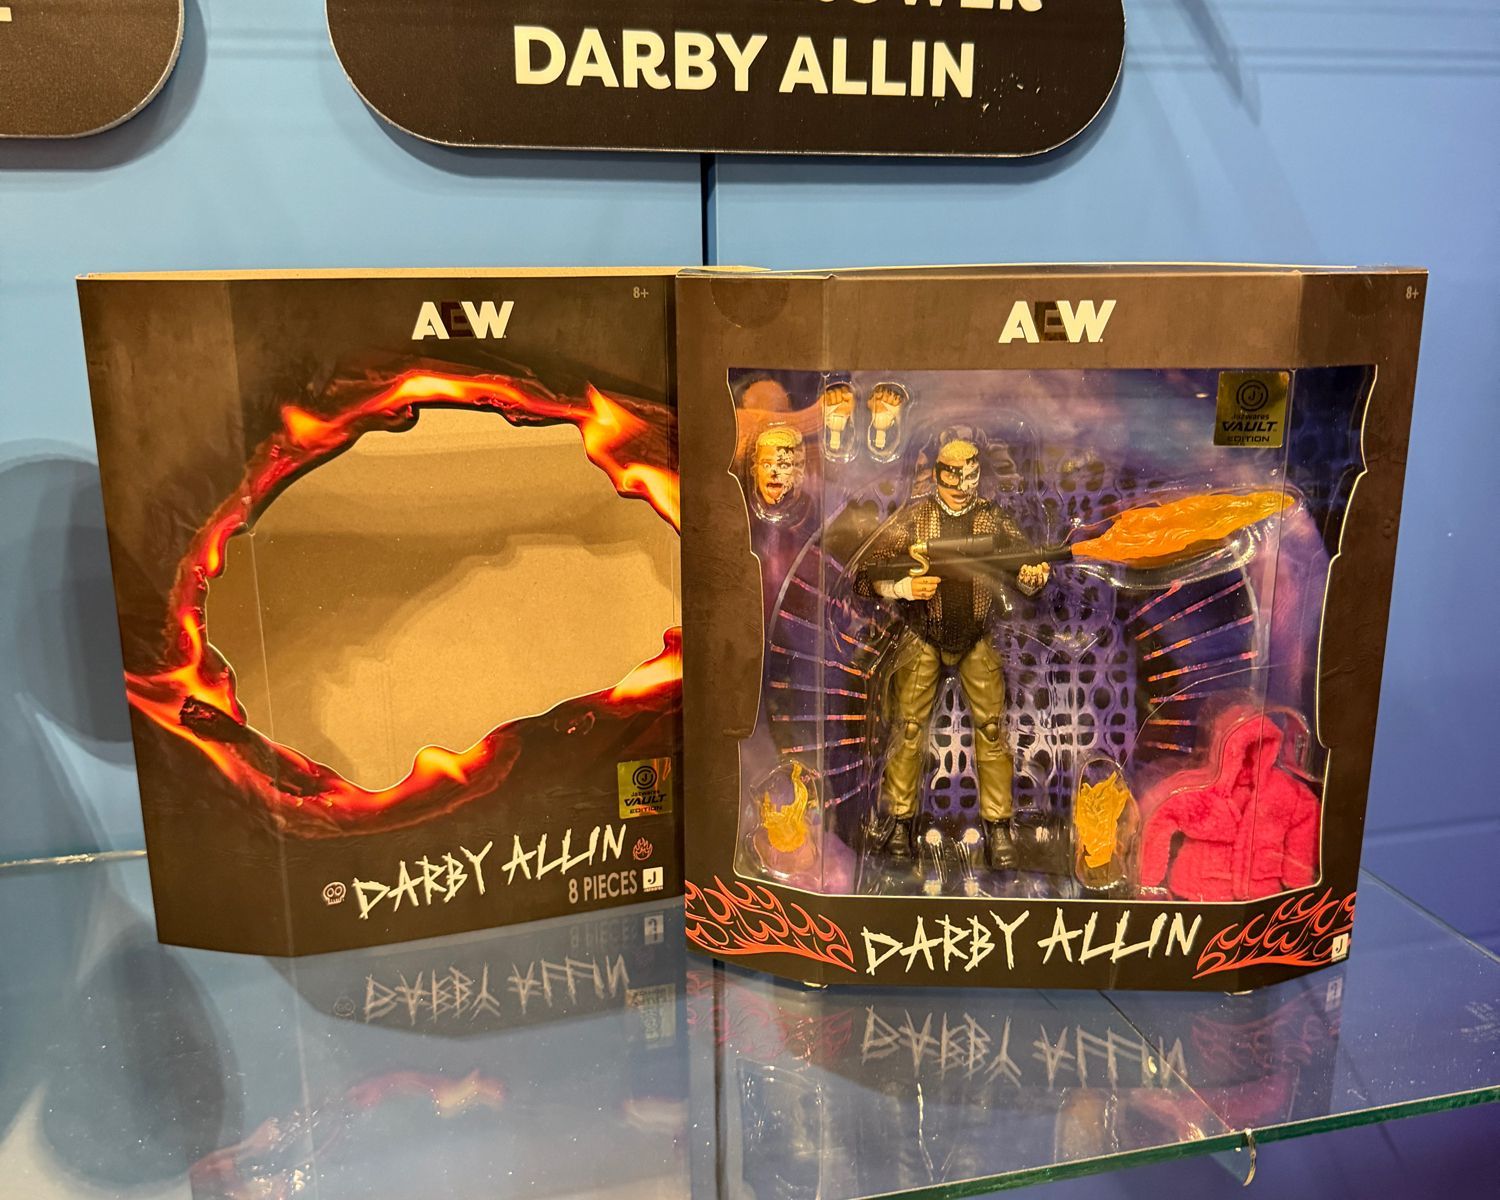 DARBY ALLIN
AEW
8+
Jazwares
VAULT
EDITION
DARBY ALLIN
8 PIECES
J
AEW
8+
J
Jazwares
VAULT
EDITION
DARBY ALLIN
J